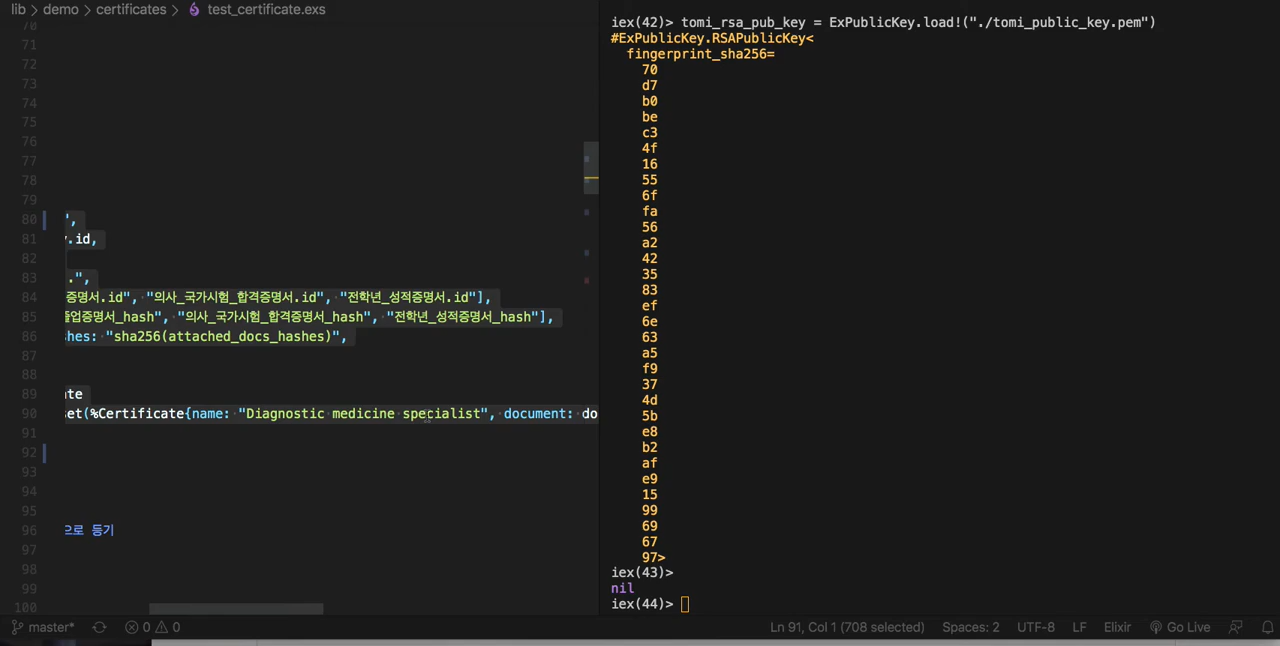 lib > demo > certificates > test_certificate.exs
70
71
72
73
74
75
76
77
78
79
80 ",
81 .id,
82
83 .",
84 증명서.id", "의사_국가시험_합격증명서.id", "전학년_성적증명서.id"],
85 졸업증명서_hash", "의사_국가시험_합격증명서_hash", "전학년_성적증명서_hash"],
86 hes: "sha256(attached_docs_hashes)",
87
88
89 te
90 set(%Certificate{name: "Diagnostic medicine specialist", document: do
91
92
93
94
95
96 으로 등기
97
98
99
100
iex(42)> tomi_rsa_pub_key = ExPublicKey.load!("./tomi_public_key.pem")
#ExPublicKey.RSAPublicKey<
fingerprint_sha256=
70
d7
b0
be
c3
4f
16
55
6f
fa
56
a2
42
35
83
ef
6e
63
a5
f9
37
4d
5b
e8
b2
af
e9
15
99
69
67
97>
iex(43)>
nil
iex(44)>
master* 0 0 Ln 91, Col 1 (708 selected) Spaces: 2 UTF-8 LF Elixir Go Live